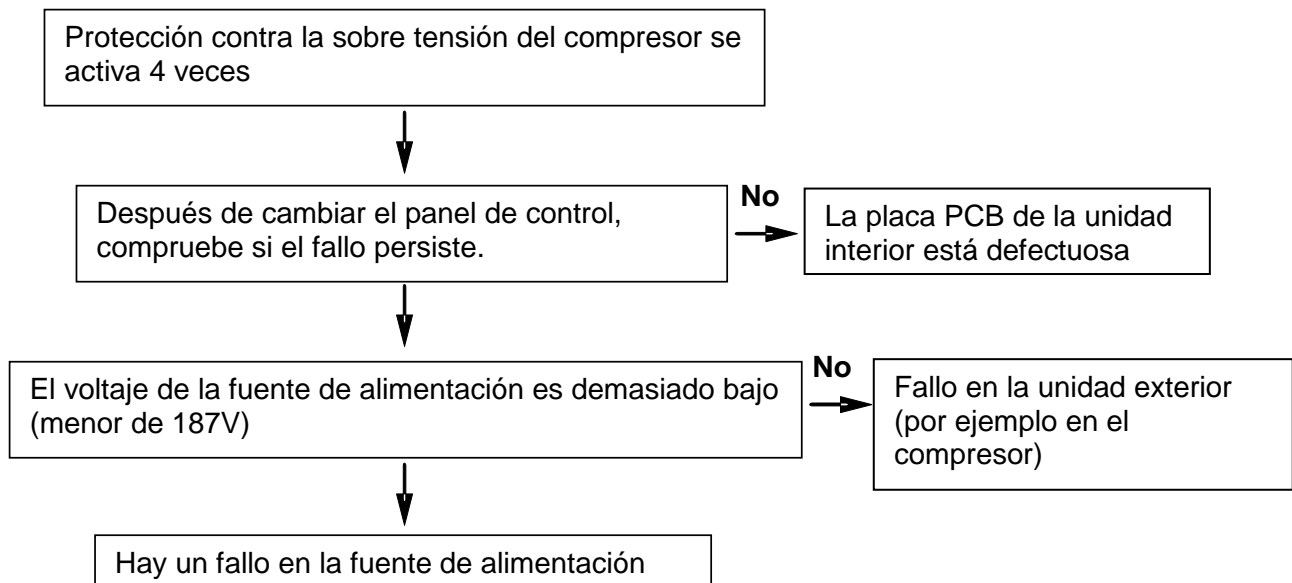 Protección contra la sobre tensión del compresor se
activa 4 veces
Después de cambiar el panel de control,
compruebe si el fallo persiste.
No
La placa PCB de la unidad
interior está defectuosa
El voltaje de la fuente de alimentación es demasiado bajo
(menor de 187V)
No
Fallo en la unidad exterior
(por ejemplo en el
compresor)
Hay un fallo en la fuente de alimentación